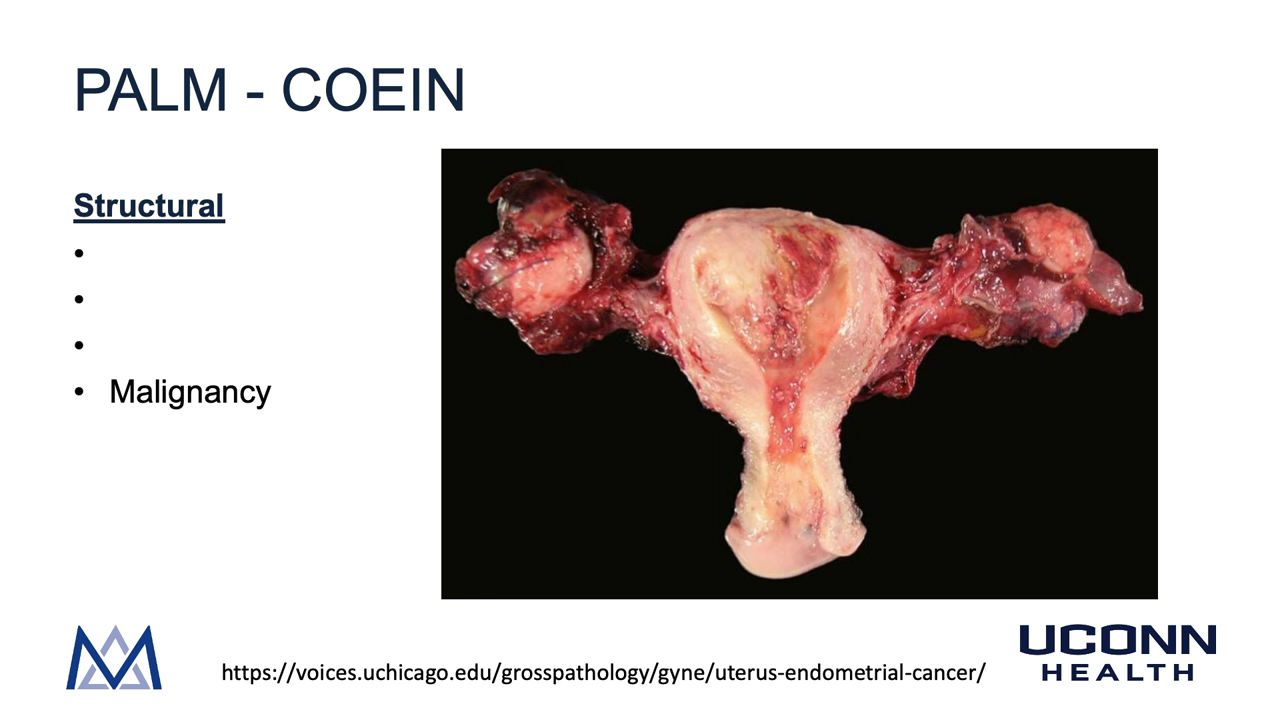 PALM - COEIN
Structural
•
•
•
• Malignancy
https://voices.uchicago.edu/grosspathology/gyne/uterus-endometrial-cancer/
UCONN
HEALTH